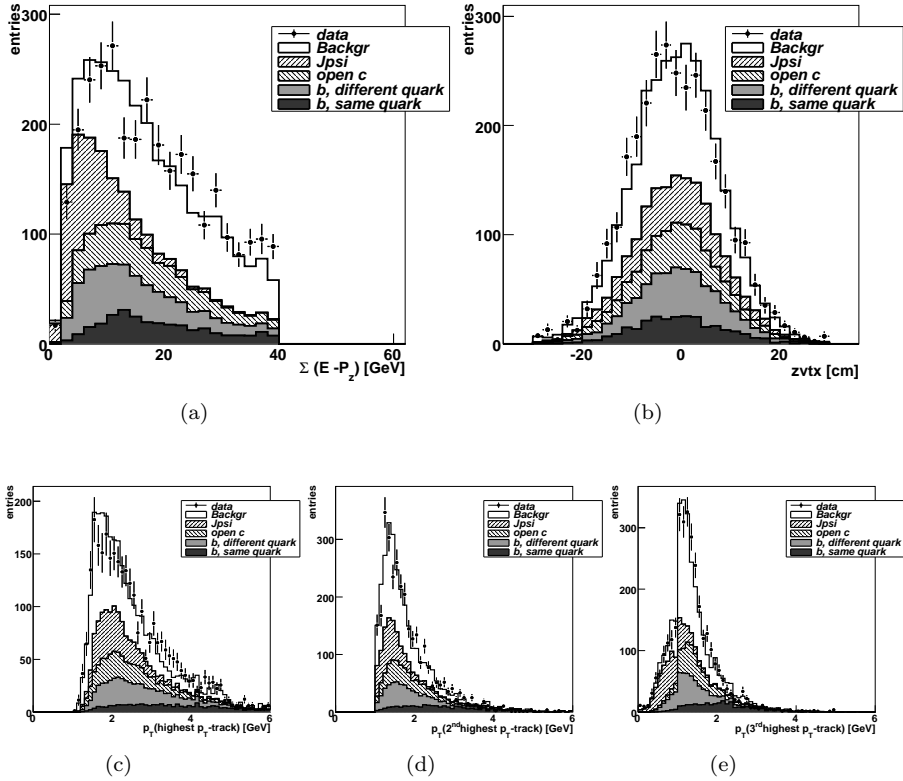 entries
300
200
100
0
data
Backgr
Jpsi
open c
b, different quark
b, same quark
0 20 40 60
Σ (E -P_z) [GeV]
(a)
entries
300
200
100
0
data
Backgr
Jpsi
open c
b, different quark
b, same quark
-20 0 20
zvtx [cm]
(b)
entries
200
150
100
50
0
data
Backgr
Jpsi
open c
b, different quark
b, same quark
0 2 4 6
p_T(highest p_T-track) [GeV]
(c)
entries
300
200
100
0
data
Backgr
Jpsi
open c
b, different quark
b, same quark
0 2 4 6
p_T(2^nd highest p_T-track) [GeV]
(d)
entries
300
200
100
0
data
Backgr
Jpsi
open c
b, different quark
b, same quark
0 2 4 6
p_T(3^rd highest p_T-track) [GeV]
(e)